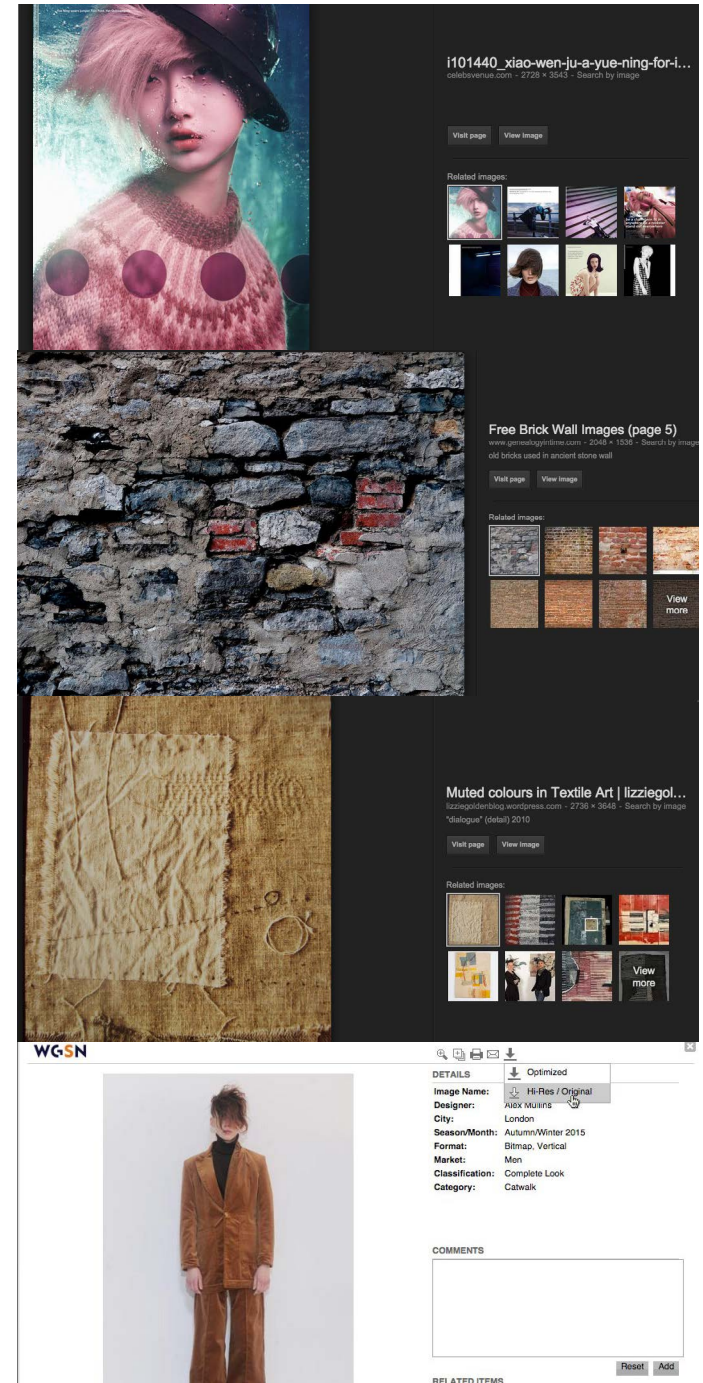 i101440_xiao-wen-ju-a-yue-ning-for-i...
celebsvenue.com - 2728 × 3543 - Search by image
Visit page
View image
Related images:
Free Brick Wall Images (page 5)
www.genealogyintime.com - 2048 × 1536 - Search by image
old bricks used in ancient stone wall
Visit page
View image
Related images:
View more
Muted colours in Textile Art | lizziegol...
lizziegoldenblog.wordpress.com - 2736 × 3648 - Search by image
"dialogue" (detail) 2010
Visit page
View image
Related images:
View more
WGSN
DETAILS
Optimized
Hi-Res / Original
Image Name:
Designer: Alex Mullins
City: London
Season/Month: Autumn/Winter 2015
Format: Bitmap, Vertical
Market: Men
Classification: Complete Look
Category: Catwalk
COMMENTS
Reset
Add
RELATED ITEMS